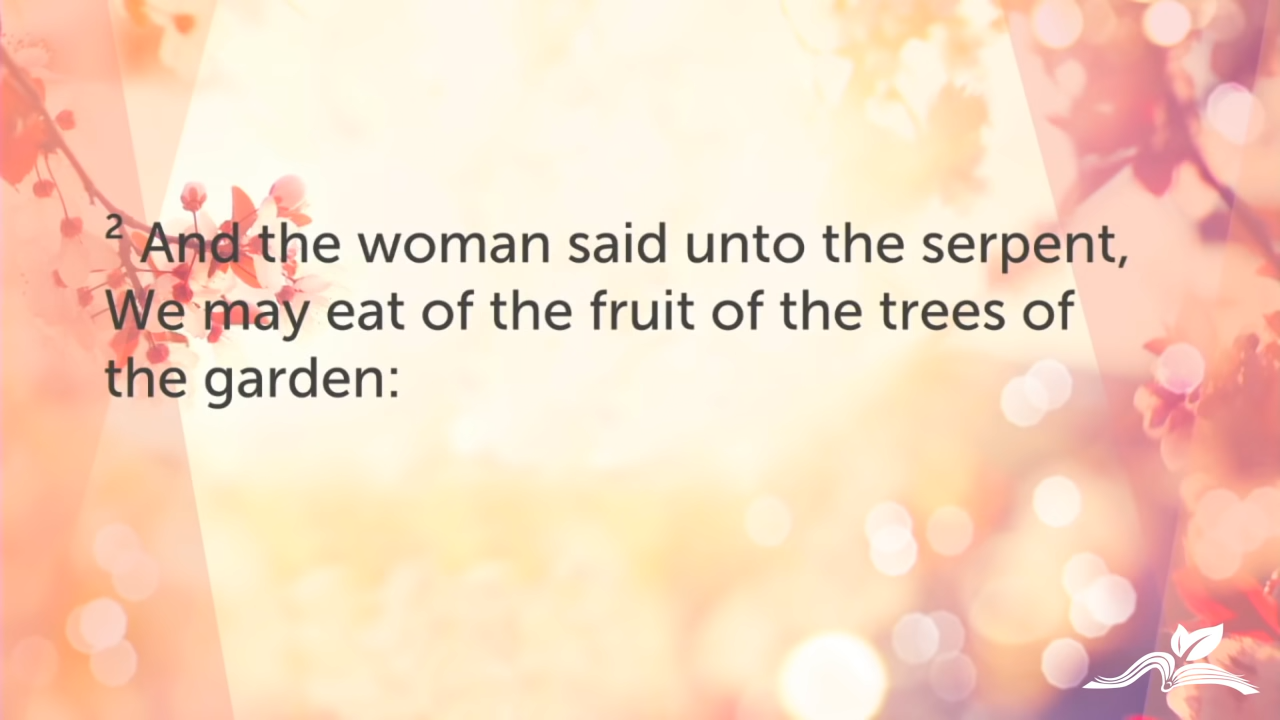 ² And the woman said unto the serpent,
We may eat of the fruit of the trees of
the garden: